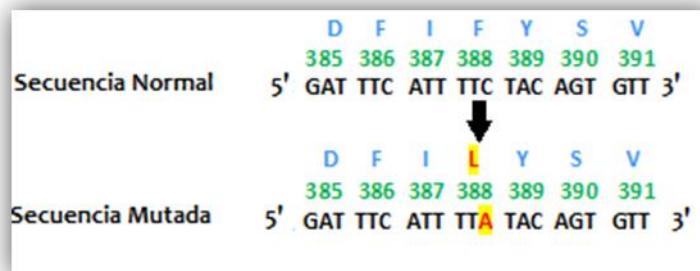 D F I F Y S V
385 386 387 388 389 390 391
Secuencia Normal 5' GAT TTC ATT TTC TAC AGT GTT 3'
D F I L Y S V
385 386 387 388 389 390 391
Secuencia Mutada 5' GAT TTC ATT TTA TAC AGT GTT 3'